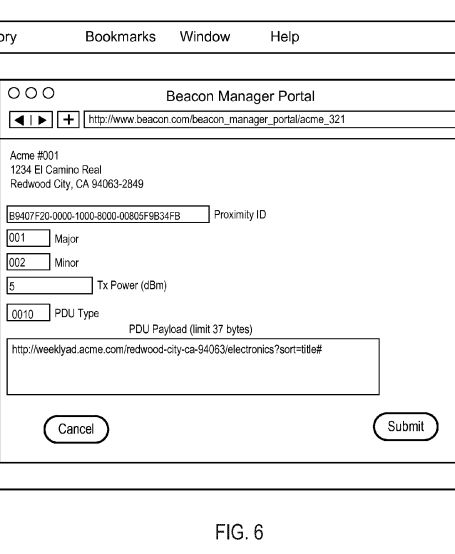 ory Bookmarks Window Help
Beacon Manager Portal
http://www.beacon.com/beacon_manager_portal/acme_321
Acme #001
1234 El Camino Real
Redwood City, CA 94063-2849
B9407F20-0000-1000-8000-00805F9B34FB Proximity ID
001 Major
002 Minor
5 Tx Power (dBm)
0010 PDU Type
PDU Payload (limit 37 bytes)
http://weeklyad.acme.com/redwood-city-ca-94063/electronics?sort=title#
Cancel Submit
FIG. 6